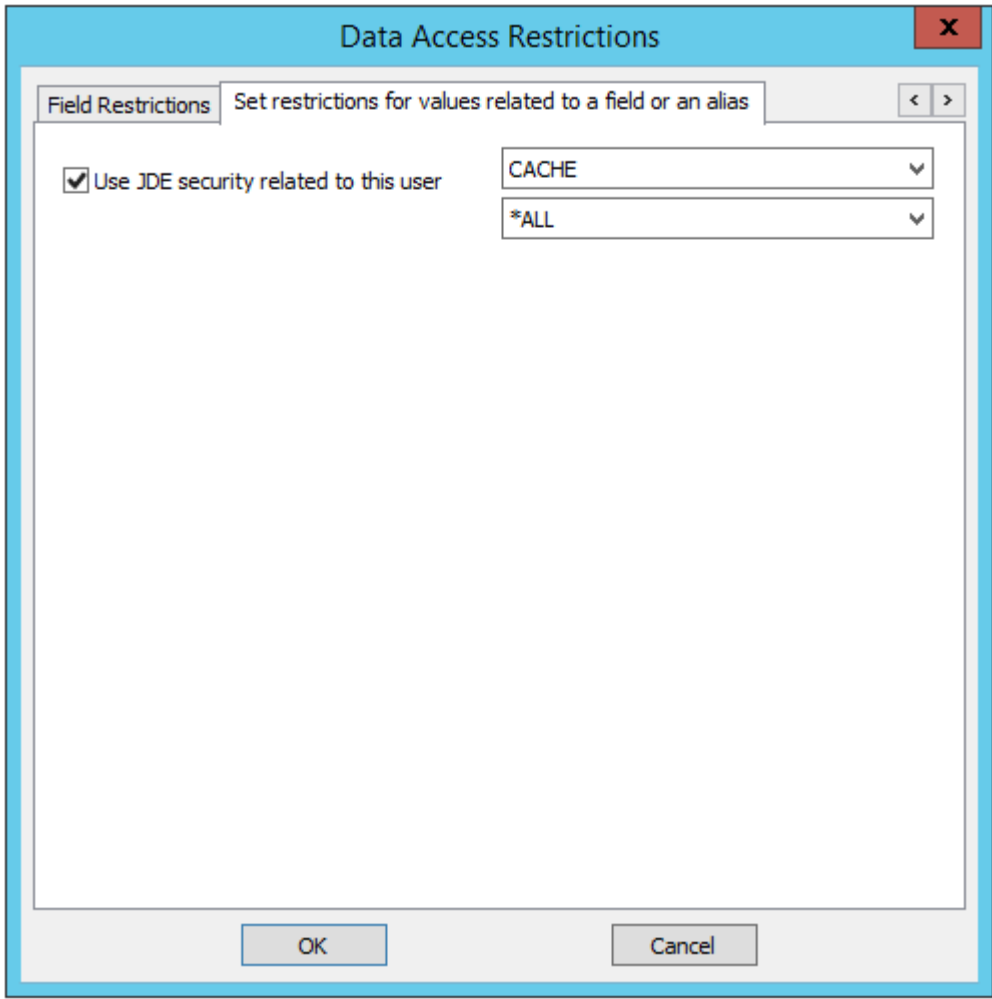 Data Access Restrictions
x
Field Restrictions
Set restrictions for values related to a field or an alias
< >
Use JDE security related to this user
CACHE
*ALL
OK
Cancel